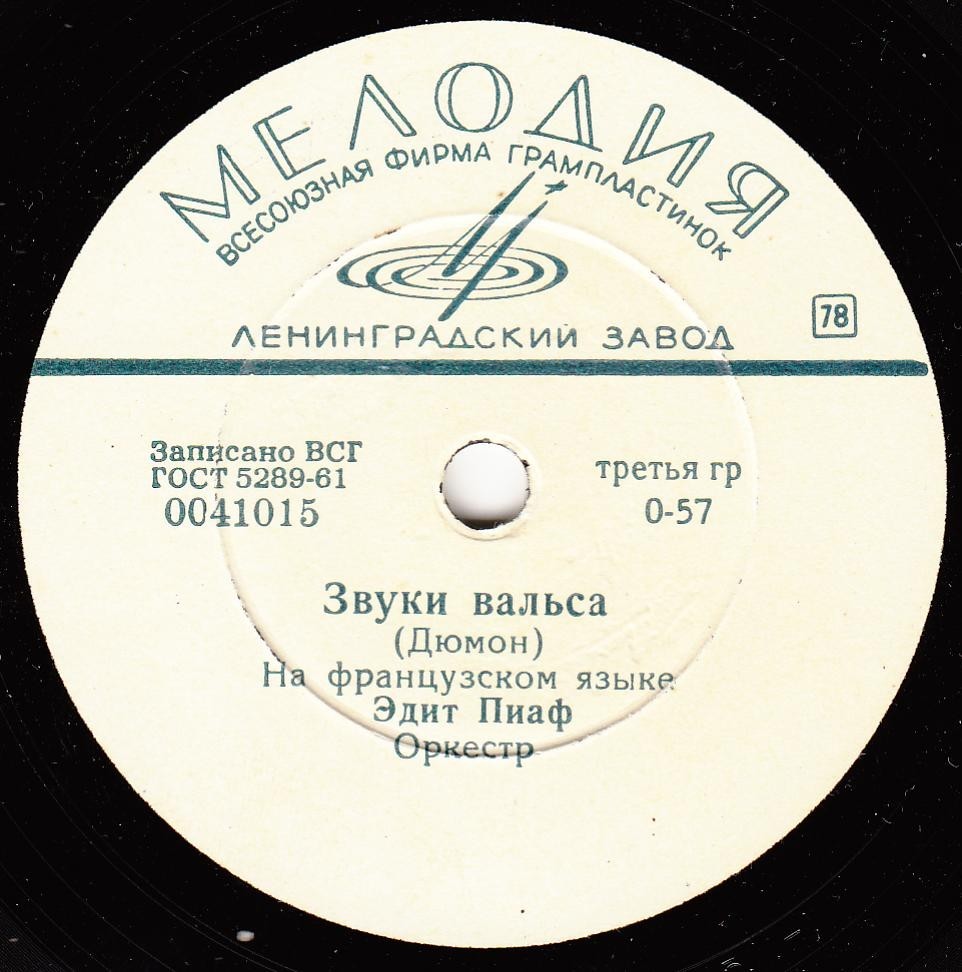 МЕЛОДИЯ
ВСЕСОЮЗНАЯ ФИРМА ГРАМПЛАСТИНОК
ЛЕНИНГРАДСКИЙ ЗАВОД
78
Записано ВСГ
ГОСТ 5289-61
0041015
третья гр
0-57
Звуки вальса
(Дюмон)
На французском языке
Эдит Пиаф
Оркестр